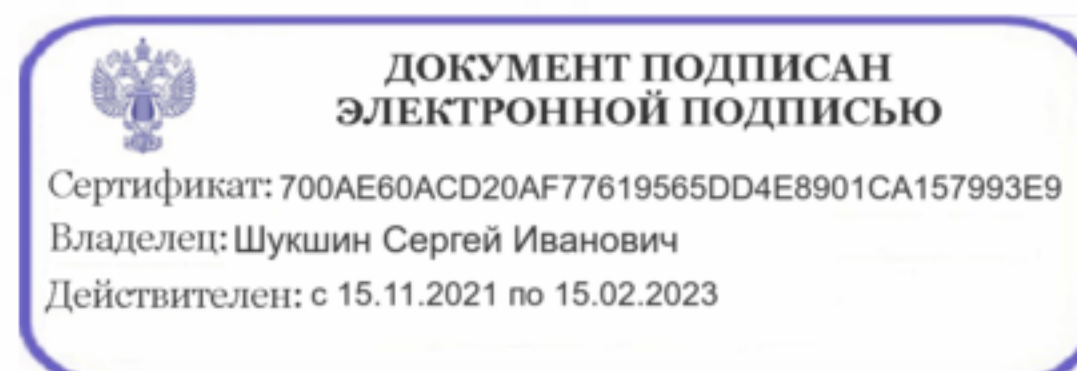 ДОКУМЕНТ ПОДПИСАН
ЭЛЕКТРОННОЙ ПОДПИСЬЮ
Сертификат: 700AE60ACD20AF77619565DD4E8901CA157993E9
Владелец: Шукшин Сергей Иванович
Действителен: с 15.11.2021 по 15.02.2023